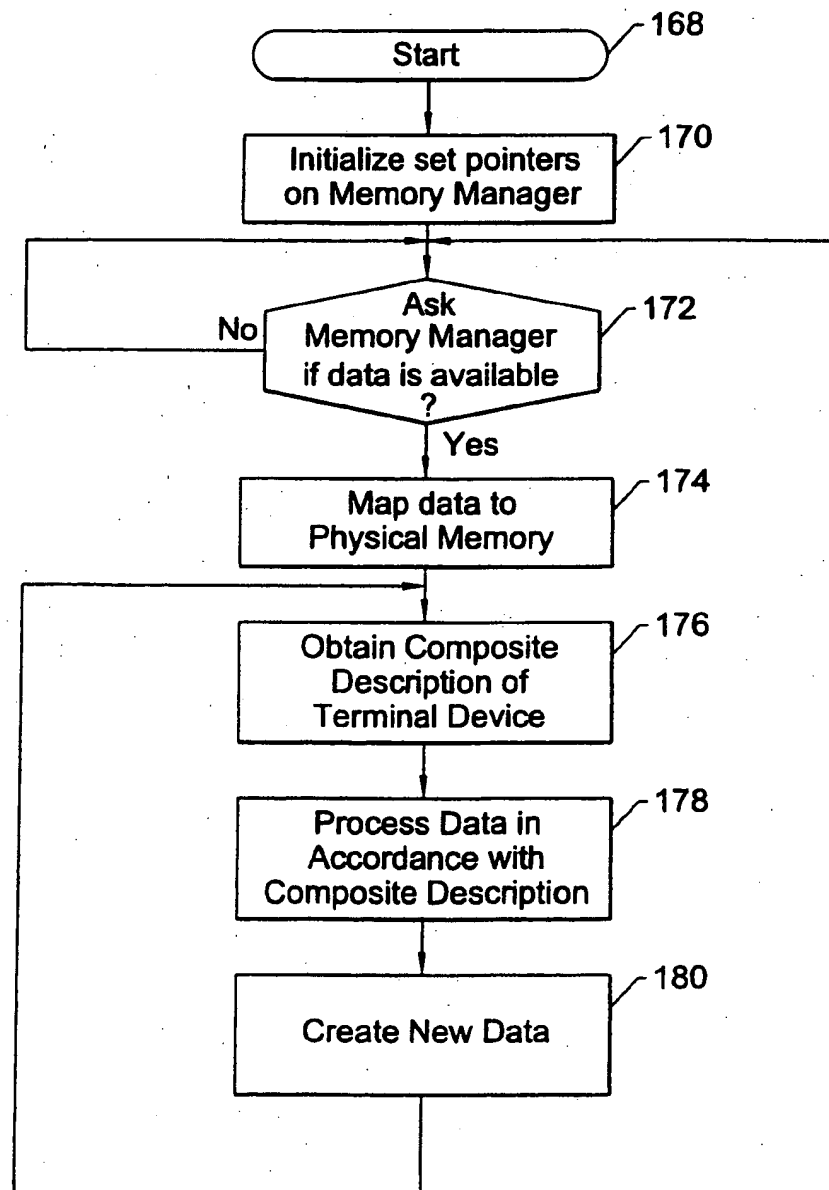 Start
168
Initialize set pointers
on Memory Manager
170
Ask
Memory Manager
if data is available
?
172
No
Yes
Map data to
Physical Memory
174
Obtain Composite
Description of
Terminal Device
176
Process Data in
Accordance with
Composite Description
178
Create New Data
180